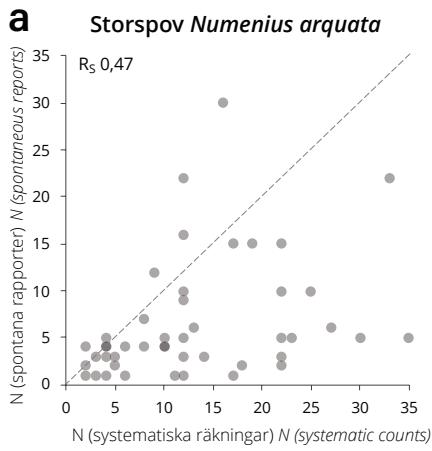 a
Storspov Numenius arquata
N (spontana rapporter) N (spontaneous reports)
R_S 0,47
35
30
25
20
15
10
5
0
0 5 10 15 20 25 30 35
N (systematiska räkningar) N (systematic counts)